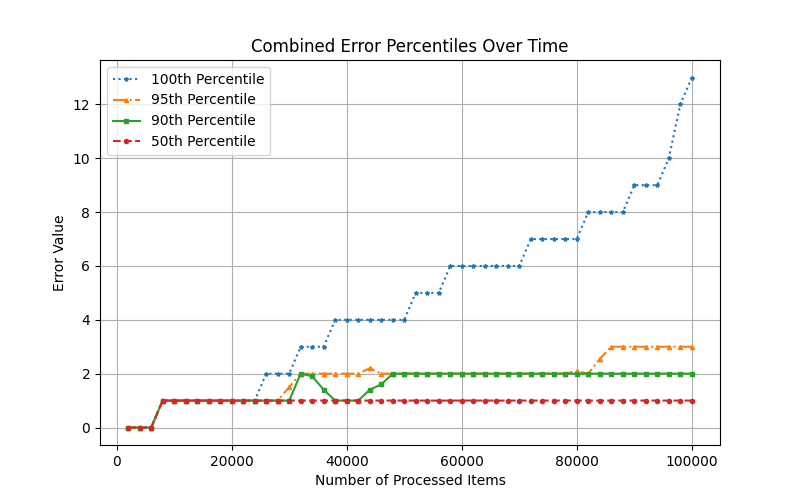 Combined Error Percentiles Over Time
100th Percentile
95th Percentile
90th Percentile
50th Percentile
Error Value
12
10
8
6
4
2
0
0 20000 40000 60000 80000 100000
Number of Processed Items